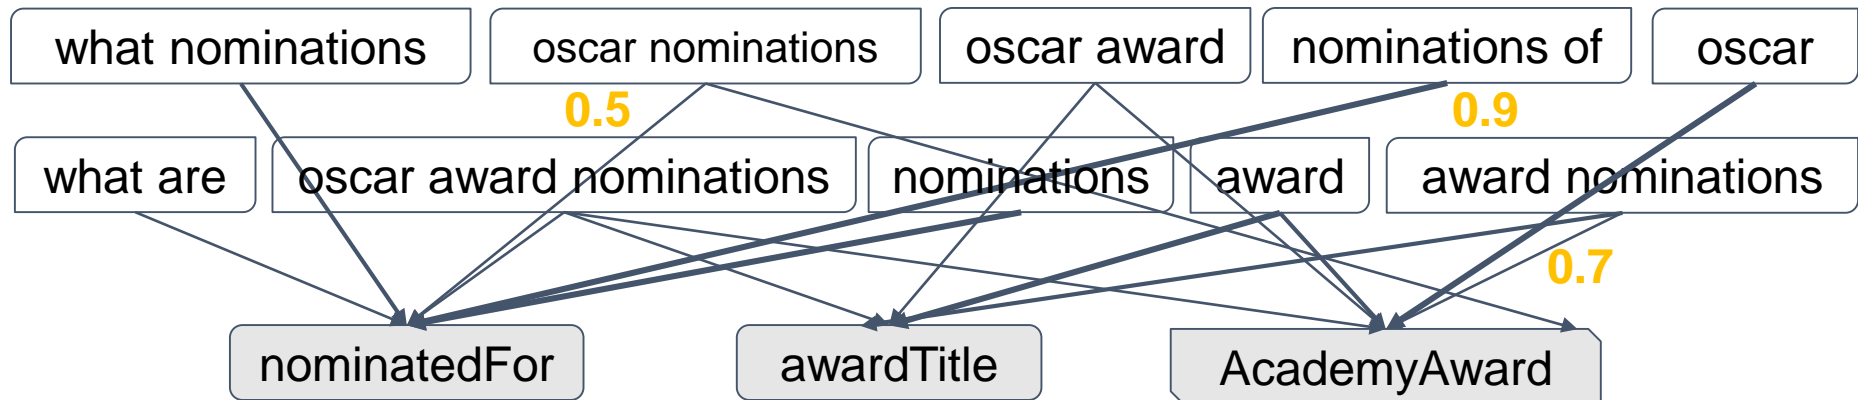 what nominations oscar nominations oscar award nominations of oscar
0.5 0.9
what are oscar award nominations nominations award award nominations
0.7
nominatedFor awardTitle AcademyAward